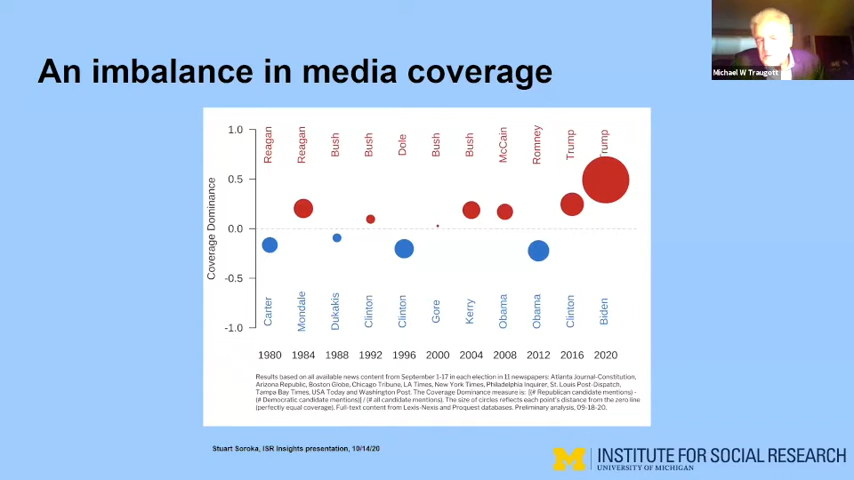 An imbalance in media coverage
Michael W Traugott
1.0
0.5
0.0
-0.5
-1.0
Coverage Dominance
Reagan
Reagan
Bush
Bush
Dole
Bush
Bush
McCain
Romney
Trump
Trump
Carter
Mondale
Dukakis
Clinton
Clinton
Gore
Kerry
Obama
Obama
Clinton
Biden
1980 1984 1988 1992 1996 2000 2004 2008 2012 2016 2020
Results based on all available news content from September 1-17 in each election in 11 newspapers: Atlanta Journal-Constitution,
Arizona Republic, Boston Globe, Chicago Tribune, LA Times, New York Times, Philadelphia Inquirer, St. Louis Post-Dispatch,
Tampa Bay Times, USA Today and Washington Post. The Coverage Dominance measure is: [(# Republican candidate mentions) -
(# Democratic candidate mentions)] / (# all candidate mentions). The size of circles reflects each point's distance from the zero line
(perfectly equal coverage). Full-text content from Lexis-Nexis and Proquest databases. Preliminary analysis, 09-18-20.
Stuart Soroka, ISR Insights presentation, 10/14/20
M
INSTITUTE FOR SOCIAL RESEARCH
UNIVERSITY OF MICHIGAN